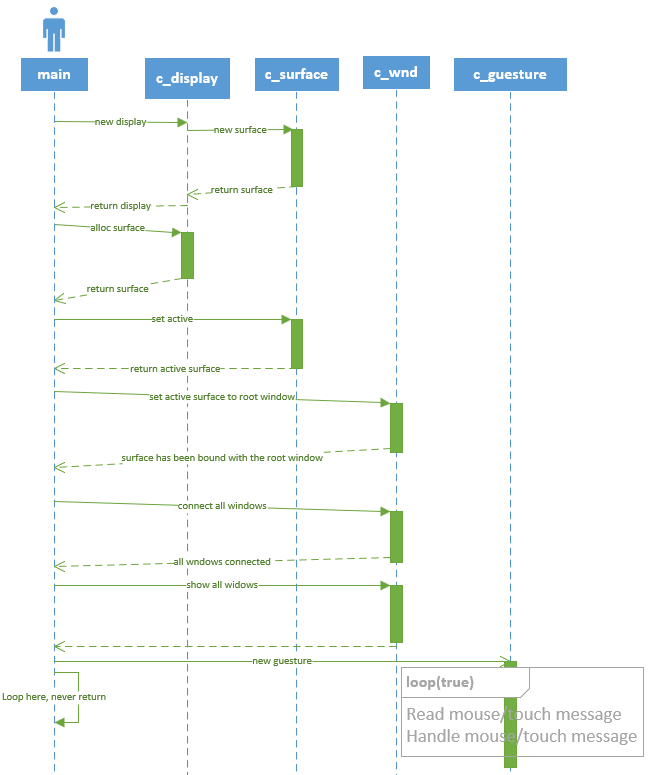 main
c_display
c_surface
c_wnd
c_guesture
new display
new surface
return surface
return display
alloc surface
return surface
set active
return active surface
set active surface to root window
surface has been bound with the root window
connect all windows
all wndows connected
show all widows
new guesture
loop(true)
Loop here, never return
Read mouse/touch message
Handle mouse/touch message